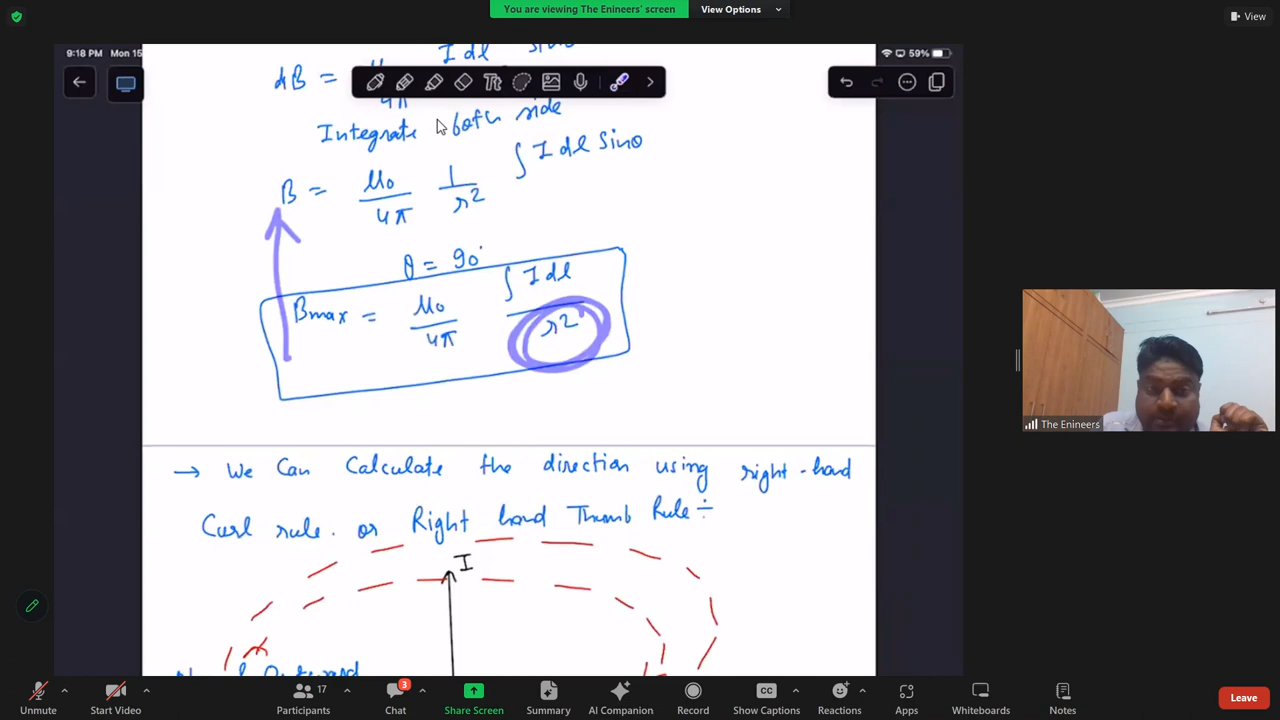 You are viewing The Enineers' screen
View Options
View
9:18 PM Mon 15
59%
I dl sinθ
dB =
4π
Integrate both side
B = μ₀/4π 1/r² ∫ I dl Sinθ
θ = 90°
Bmax = μ₀/4π ∫ I dl / r²
→ We Can Calculate the direction using right-hand
Curl rule. or Right hand Thumb Rule ÷
I
The Enineers
Unmute
Start Video
17
Participants
3
Chat
Share Screen
Summary
AI Companion
Record
CC
Show Captions
Reactions
Apps
Whiteboards
Notes
Leave